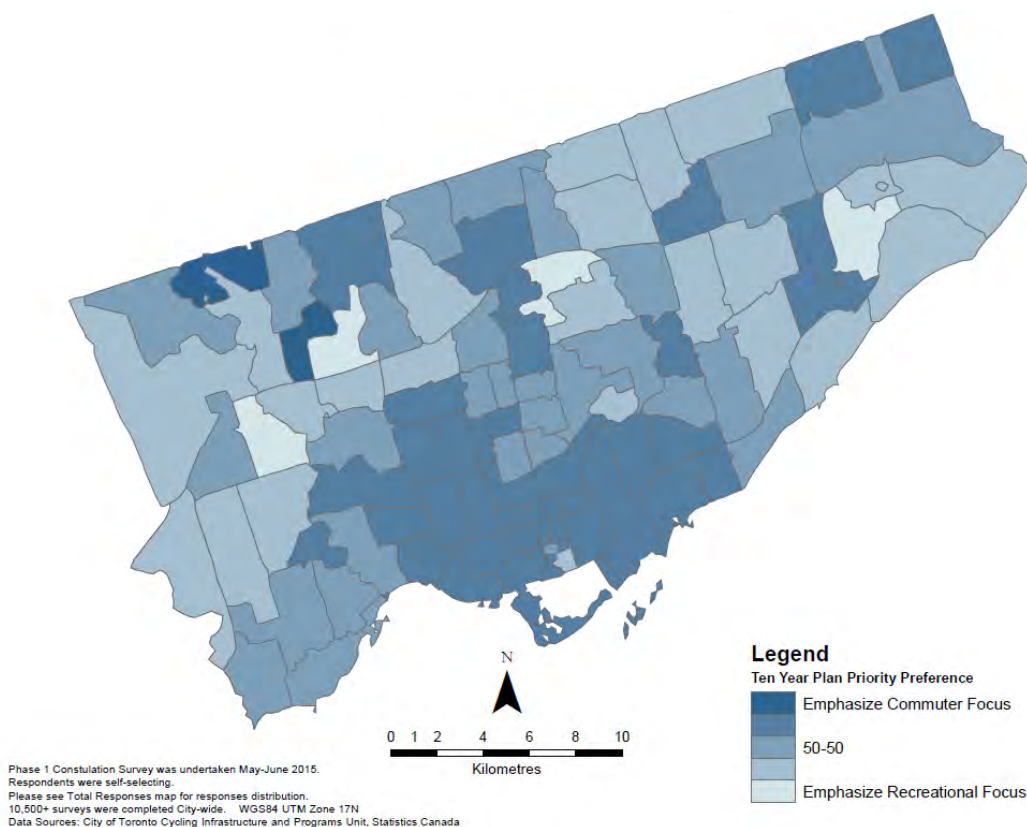 N
0 1 2 4 6 8 10
Kilometres
Legend
Ten Year Plan Priority Preference
Emphasize Commuter Focus
50-50
Emphasize Recreational Focus
Phase 1 Constulation Survey was undertaken May-June 2015.
Respondents were self-selecting.
Please see Total Responses map for responses distribution.
10,500+ surveys were completed City-wide. WGS84 UTM Zone 17N
Data Sources: City of Toronto Cycling Infrastructure and Programs Unit, Statistics Canada